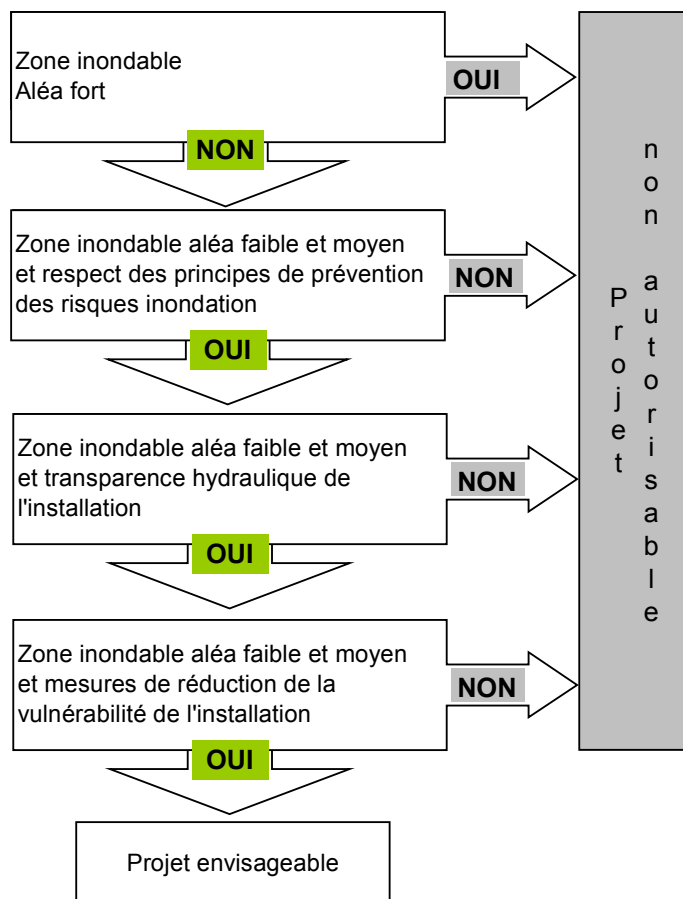 Zone inondable
Aléa fort
OUI
NON
Zone inondable aléa faible et moyen
et respect des principes de prévention
des risques inondation
NON
OUI
Zone inondable aléa faible et moyen
et transparence hydraulique de
l'installation
NON
OUI
Zone inondable aléa faible et moyen
et mesures de réduction de la
vulnérabilité de l'installation
NON
OUI
Projet envisageable
Projet
non autorisable